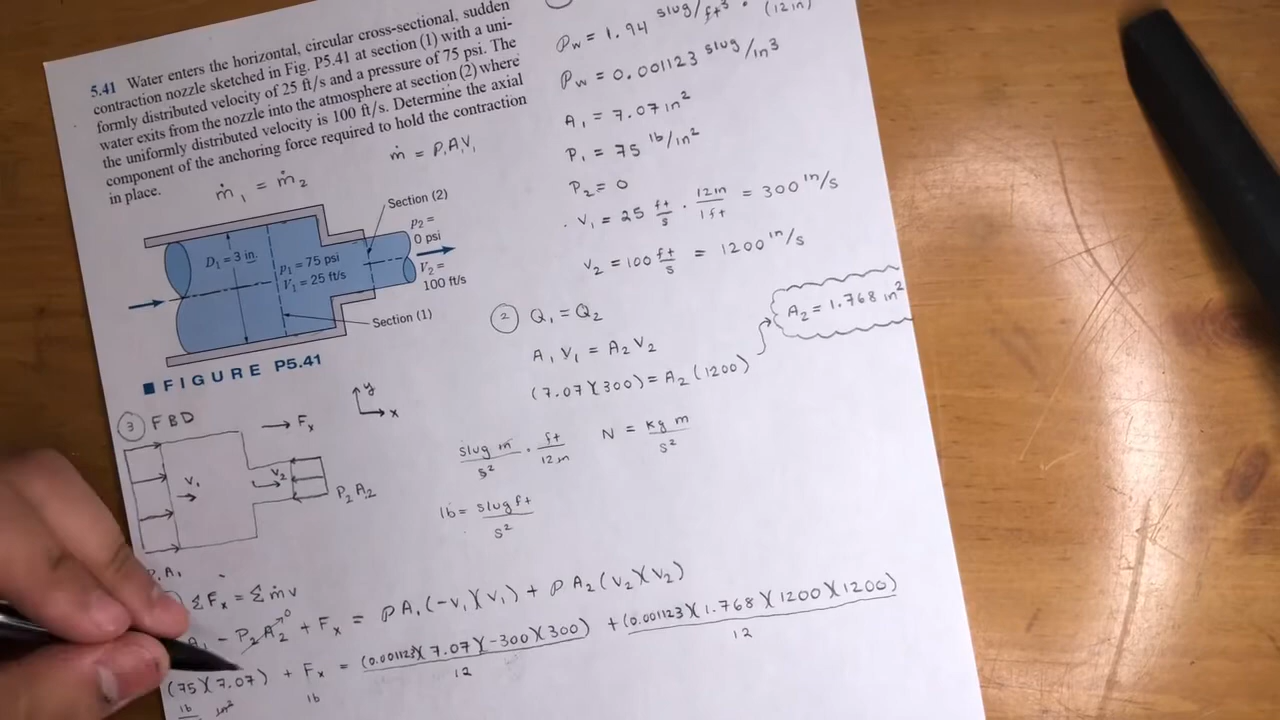 5.41 Water enters the horizontal, circular cross-sectional, sudden
contraction nozzle sketched in Fig. P5.41 at section (1) with a uni-
formly distributed velocity of 25 ft/s and a pressure of 75 psi. The
water exits from the nozzle into the atmosphere at section (2) where
the uniformly distributed velocity is 100 ft/s. Determine the axial
component of the anchoring force required to hold the contraction
in place.
ṁ = ρ₁A₁V₁
ṁ₁ = ṁ₂
Section (2)
p₂ =
0 psi
D₁ = 3 in.
p₁ = 75 psi
V₁ = 25 ft/s
V₂ =
100 ft/s
Section (1)
FIGURE P5.41
ρw = 1.94 slug/ft³ · (12in)
ρw = 0.001123 slug/in³
A₁ = 7.07 in²
P₁ = 75 lb/in²
P₂ = 0
V₁ = 25 ft/s · 12in/1ft = 300 in/s
V₂ = 100 ft/s = 1200 in/s
② Q₁ = Q₂
A₁V₁ = A₂V₂
(7.07)(300) = A₂(1200)
A₂ = 1.768 in²
③ FBD
→ Fₓ
y
x
V₁
V₂
P₂A₂
A₁
slug in/s² · ft/12in
N = kg m/s²
lb = slug ft/s²
ΣFₓ = Σṁv
A₁ - P₂A₂ 0 + Fₓ = ρA₁(-V₁)(V₁) + ρA₂(V₂)(V₂)
(75)(7.07) + Fₓ = (0.001123)(7.07)(-300)(300)/12 + (0.001123)(1.768)(1200)(1200)/12
lb in² lb